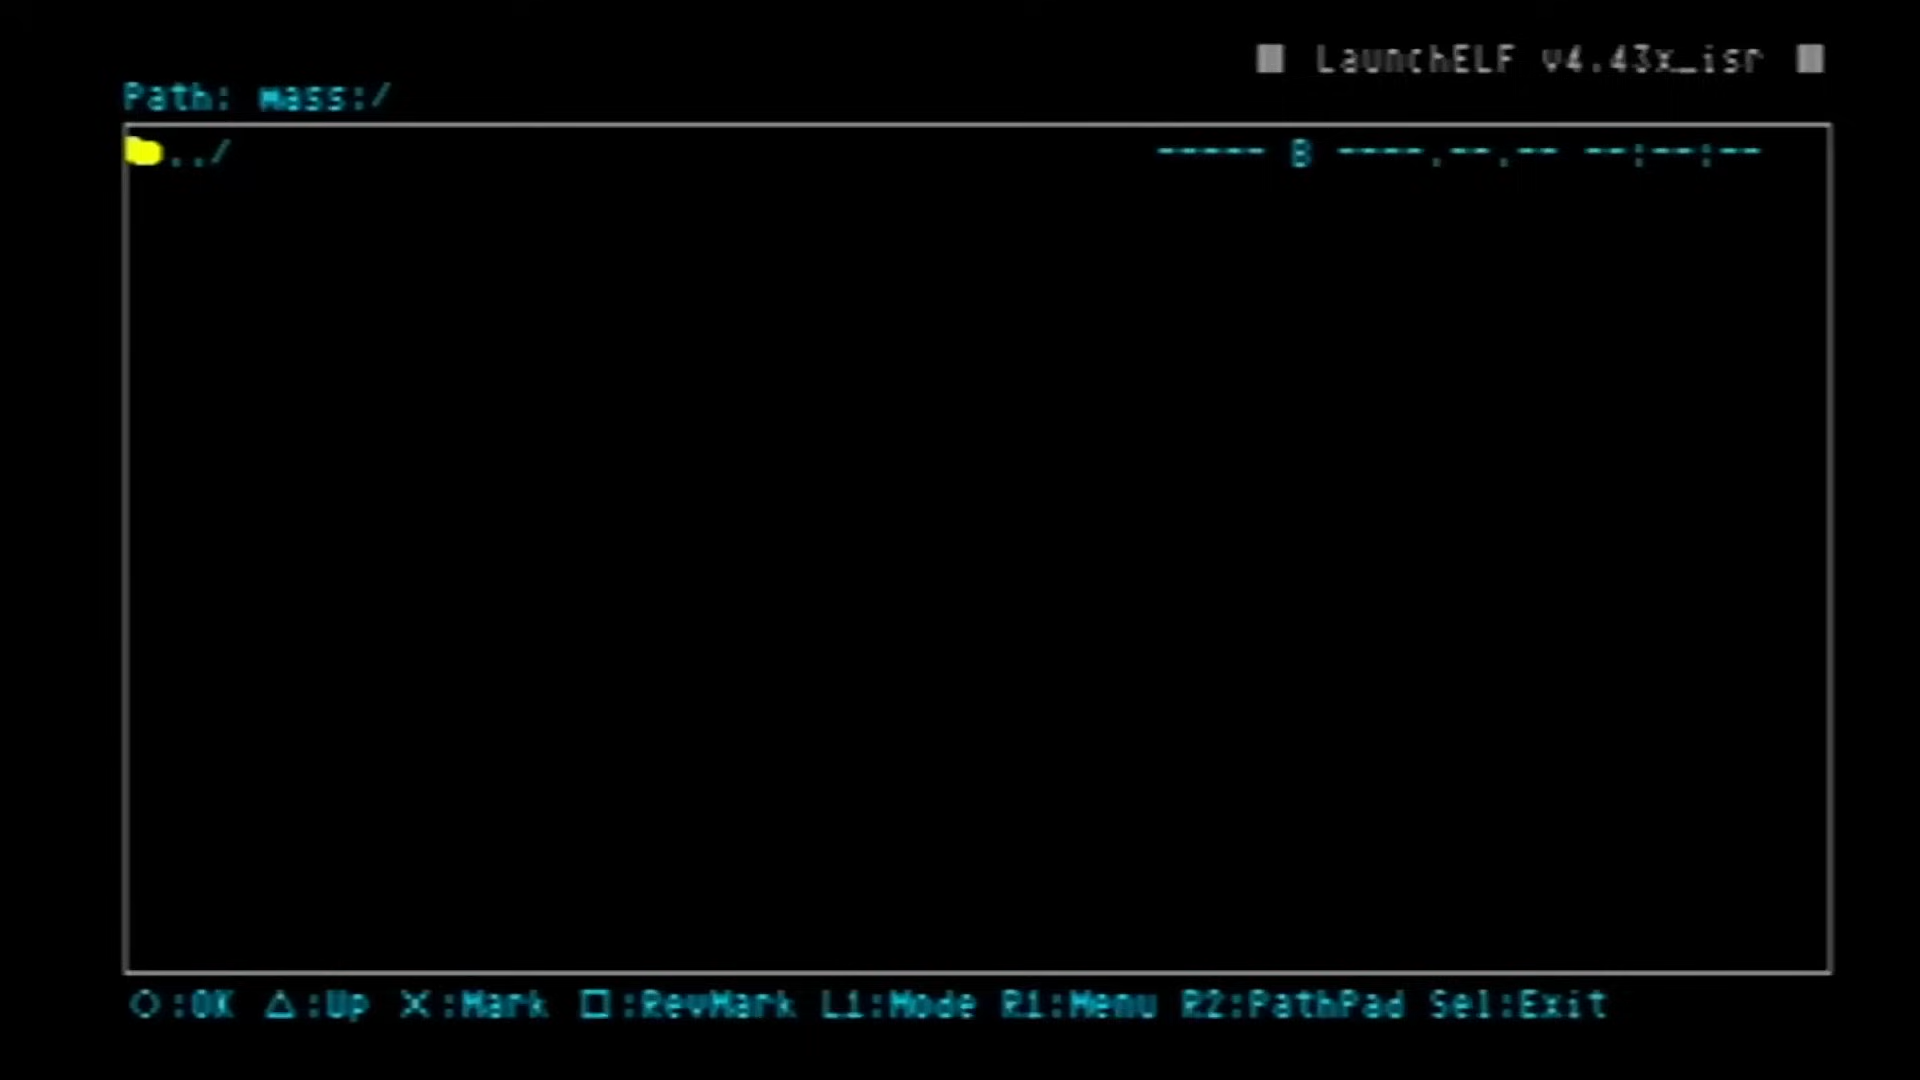 ■ LaunchELF v4.43x_isr ■
Path: mass:/
../ ----- B ----.--.-- --:--:--
○:OK △:Up ×:Mark □:RevMark L1:Mode R1:Menu R2:PathPad Sel:Exit